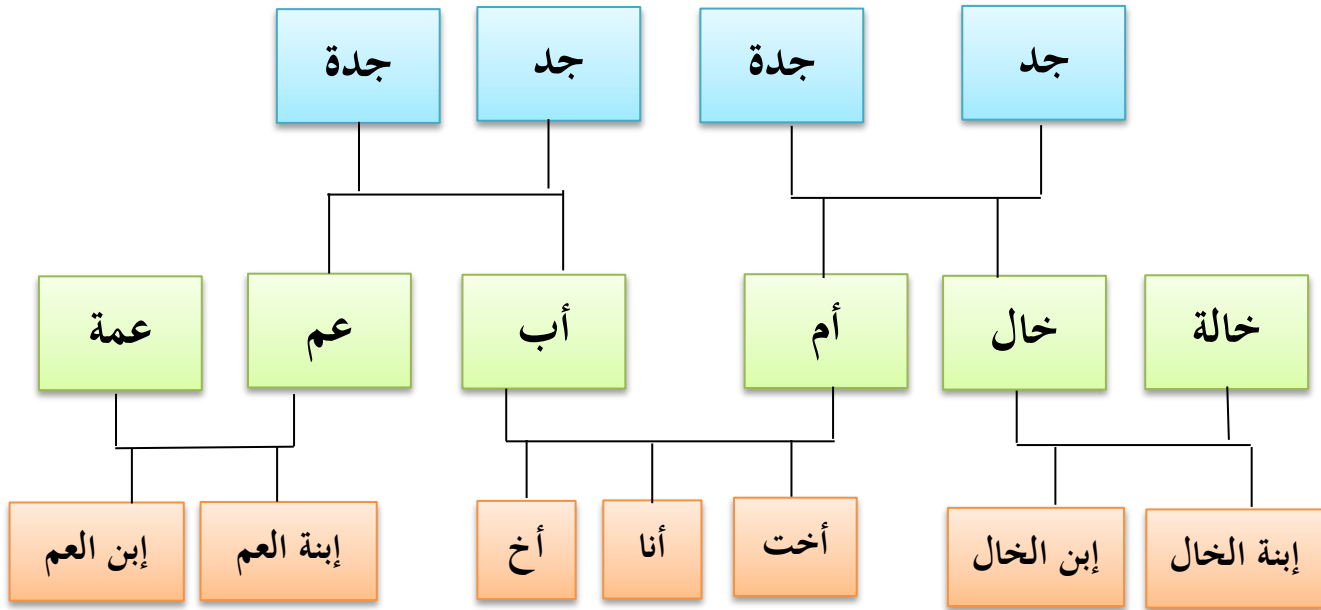 جد
جدة
جد
جدة
خالة
خال
أم
أب
عم
عمة
إبنة الخال
إبن الخال
أخت
أنا
أخ
إبنة العم
إبن العم